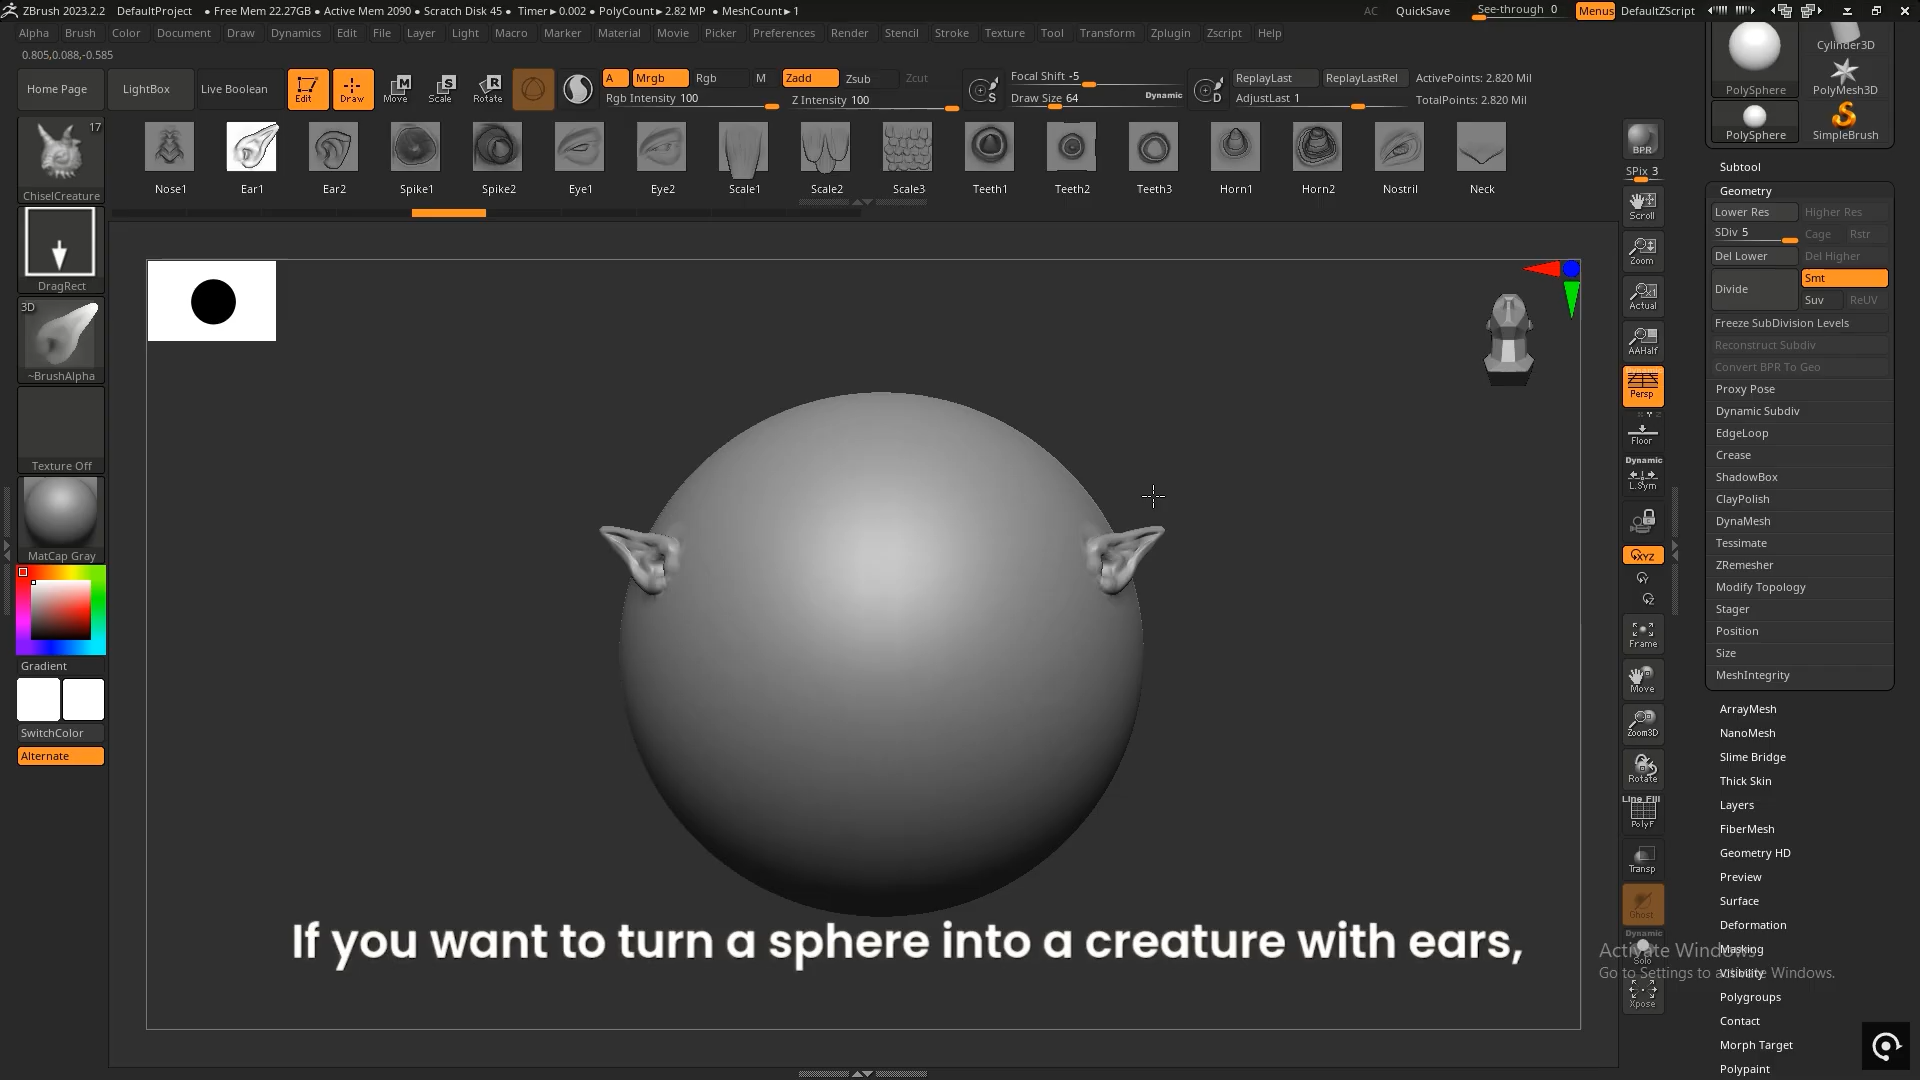 ZBrush 2023.2.2 DefaultProject • Free Mem 22.27GB • Active Mem 2090 • Scratch Disk 45 • Timer▸0.002 • PolyCount▸2.82 MP • MeshCount▸1 AC QuickSave See-through 0 Menus DefaultZScript
Alpha Brush Color Document Draw Dynamics Edit File Layer Light Macro Marker Material Movie Picker Preferences Render Stencil Stroke Texture Tool Transform Zplugin Zscript Help
0.805,0.088,-0.585
Home Page LightBox Live Boolean Edit Draw Move Scale Rotate
A Mrgb Rgb M Zadd Zsub Zcut
Rgb Intensity 100 Z Intensity 100
Focal Shift -5
Draw Size 64 Dynamic
ReplayLast ReplayLastRel ActivePoints: 2.820 Mil
AdjustLast 1 TotalPoints: 2.820 Mil
17
ChiselCreature
DragRect
3D
~BrushAlpha
Texture Off
MatCap Gray
Gradient
SwitchColor
Alternate
Nose1 Ear1 Ear2 Spike1 Spike2 Eye1 Eye2 Scale1 Scale2 Scale3 Teeth1 Teeth2 Teeth3 Horn1 Horn2 Nostril Neck
If you want to turn a sphere into a creature with ears,
BPR
SPix 3
Scroll
Zoom
Actual
AAHalf
Persp
Floor
Dynamic
L.Sym
XYZ
Frame
Move
Zoom3D
Rotate
Line Fill
PolyF
Transp
Ghost
Dynamic
Solo
Xpose
Cylinder3D
PolySphere PolyMesh3D
PolySphere SimpleBrush
Subtool
Geometry
Lower Res Higher Res
SDiv 5 Cage Rstr
Del Lower Del Higher
Divide Smt
Suv ReUV
Freeze SubDivision Levels
Reconstruct Subdiv
Convert BPR To Geo
Proxy Pose
Dynamic Subdiv
EdgeLoop
Crease
ShadowBox
ClayPolish
DynaMesh
Tessimate
ZRemesher
Modify Topology
Stager
Position
Size
MeshIntegrity
ArrayMesh
NanoMesh
Slime Bridge
Thick Skin
Layers
FiberMesh
Geometry HD
Preview
Surface
Deformation
Masking
Visibility
Polygroups
Contact
Morph Target
Polypaint
Activate Windows
Go to Settings to activate Windows.